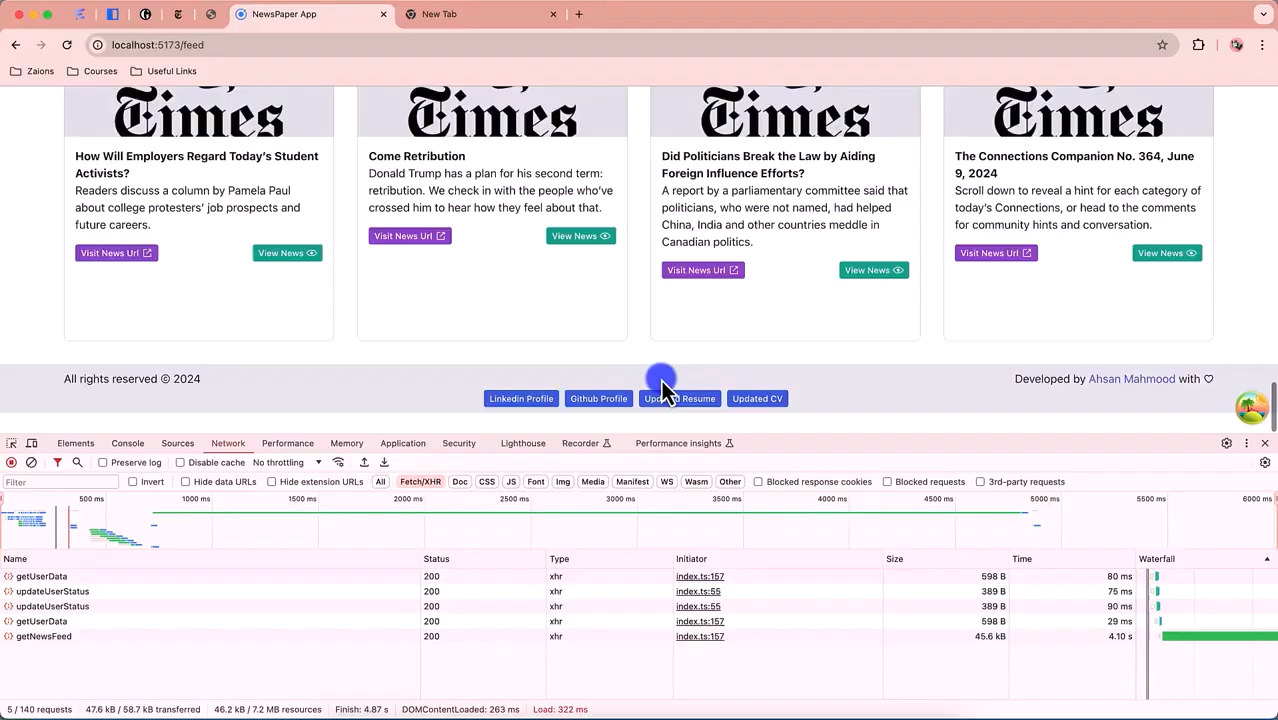 NewsPaper App
New Tab
localhost:5173/feed
Zaions
Courses
Useful Links
Times
Times
Times
Times
How Will Employers Regard Today's Student
Activists?
Readers discuss a column by Pamela Paul
about college protesters' job prospects and
future careers.
Visit News Url
View News
Come Retribution
Donald Trump has a plan for his second term:
retribution. We check in with the people who've
crossed him to hear how they feel about that.
Visit News Url
View News
Did Politicians Break the Law by Aiding
Foreign Influence Efforts?
A report by a parliamentary committee said that
politicians, who were not named, had helped
China, India and other countries meddle in
Canadian politics.
Visit News Url
View News
The Connections Companion No. 364, June
9, 2024
Scroll down to reveal a hint for each category of
today's Connections, or head to the comments
for community hints and conversation.
Visit News Url
View News
All rights reserved © 2024
Developed by Ahsan Mahmood with ♡
Linkedin Profile
Github Profile
Resume
Updated CV
Elements
Console
Sources
Network
Performance
Memory
Application
Security
Lighthouse
Recorder
Performance insights
Preserve log
Disable cache
No throttling
Filter
Invert
Hide data URLs
Hide extension URLs
All
Fetch/XHR
Doc
CSS
JS
Font
Img
Media
Manifest
WS
Wasm
Other
Blocked response cookies
Blocked requests
3rd-party requests
500 ms
1000 ms
1500 ms
2000 ms
2500 ms
3000 ms
3500 ms
4000 ms
4500 ms
5000 ms
5500 ms
6000 ms
Name Status Type Initiator Size Time Waterfall
getUserData 200 xhr index.ts:157 598 B 80 ms
updateUserStatus 200 xhr index.ts:55 389 B 75 ms
updateUserStatus 200 xhr index.ts:55 389 B 90 ms
getUserData 200 xhr index.ts:157 598 B 29 ms
getNewsFeed 200 xhr index.ts:157 45.6 kB 4.10 s
5 / 140 requests 47.6 kB / 58.7 kB transferred 46.2 kB / 7.2 MB resources Finish: 4.87 s DOMContentLoaded: 263 ms Load: 322 ms